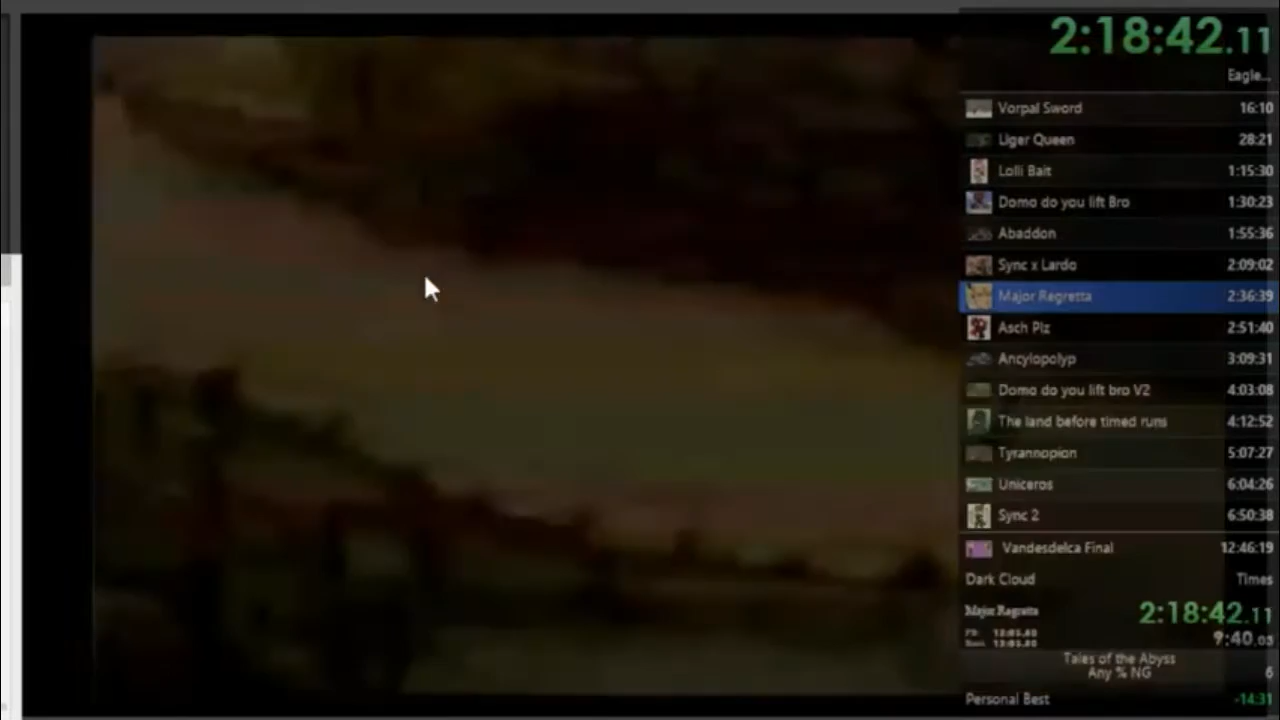 2:18:42.11
Eagle...
Vorpal Sword 16:10
Liger Queen 28:21
Lolli Bait 1:15:30
Domo do you lift Bro 1:30:23
Abaddon 1:55:36
Sync x Lardo 2:09:02
Major Regretta 2:36:39
Asch Plz 2:51:40
Ancylopolyp 3:09:31
Domo do you lift bro V2 4:03:08
The land before timed runs 4:12:52
Tyrannopion 5:07:27
Uniceros 6:04:26
Sync 2 6:50:38
Vandesdelca Final 12:46:19
Dark Cloud Times
Major Regretta 2:18:42.11
9:40
Tales of the Abyss
Any % NG 6
Personal Best -14:31